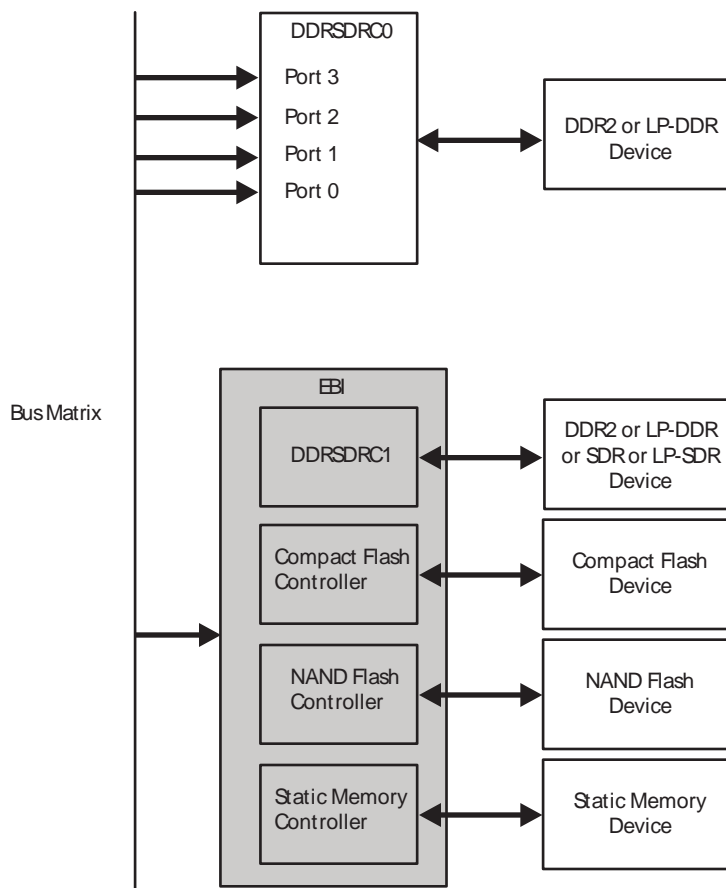 DDRSDRC0
Port 3
Port 2
Port 1
Port 0
DDR2 or LP-DDR
Device
Bus Matrix
EBI
DDRSDRC1
DDR2 or LP-DDR
or SDR or LP-SDR
Device
Compact Flash
Controller
Compact Flash
Device
NAND Flash
Controller
NAND Flash
Device
Static Memory
Controller
Static Memory
Device